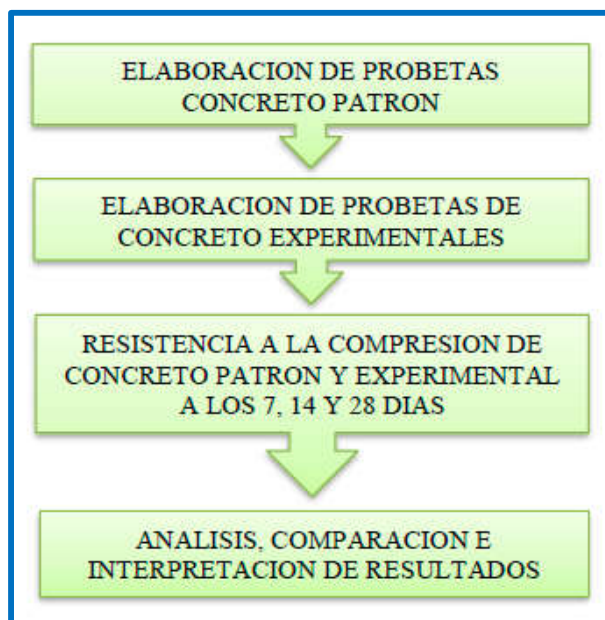 ELABORACION DE PROBETAS
CONCRETO PATRON
ELABORACION DE PROBETAS DE
CONCRETO EXPERIMENTALES
RESISTENCIA A LA COMPRESION DE
CONCRETO PATRON Y EXPERIMENTAL
A LOS 7, 14 Y 28 DIAS
ANALISIS, COMPARACION E
INTERPRETACION DE RESULTADOS